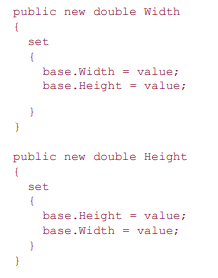 public new double Width
{
  set
  {
    base.Width = value;
    base.Height = value;

  }
}

public new double Height
{
  set
  {
    base.Height = value;
    base.Width = value;
  }
}